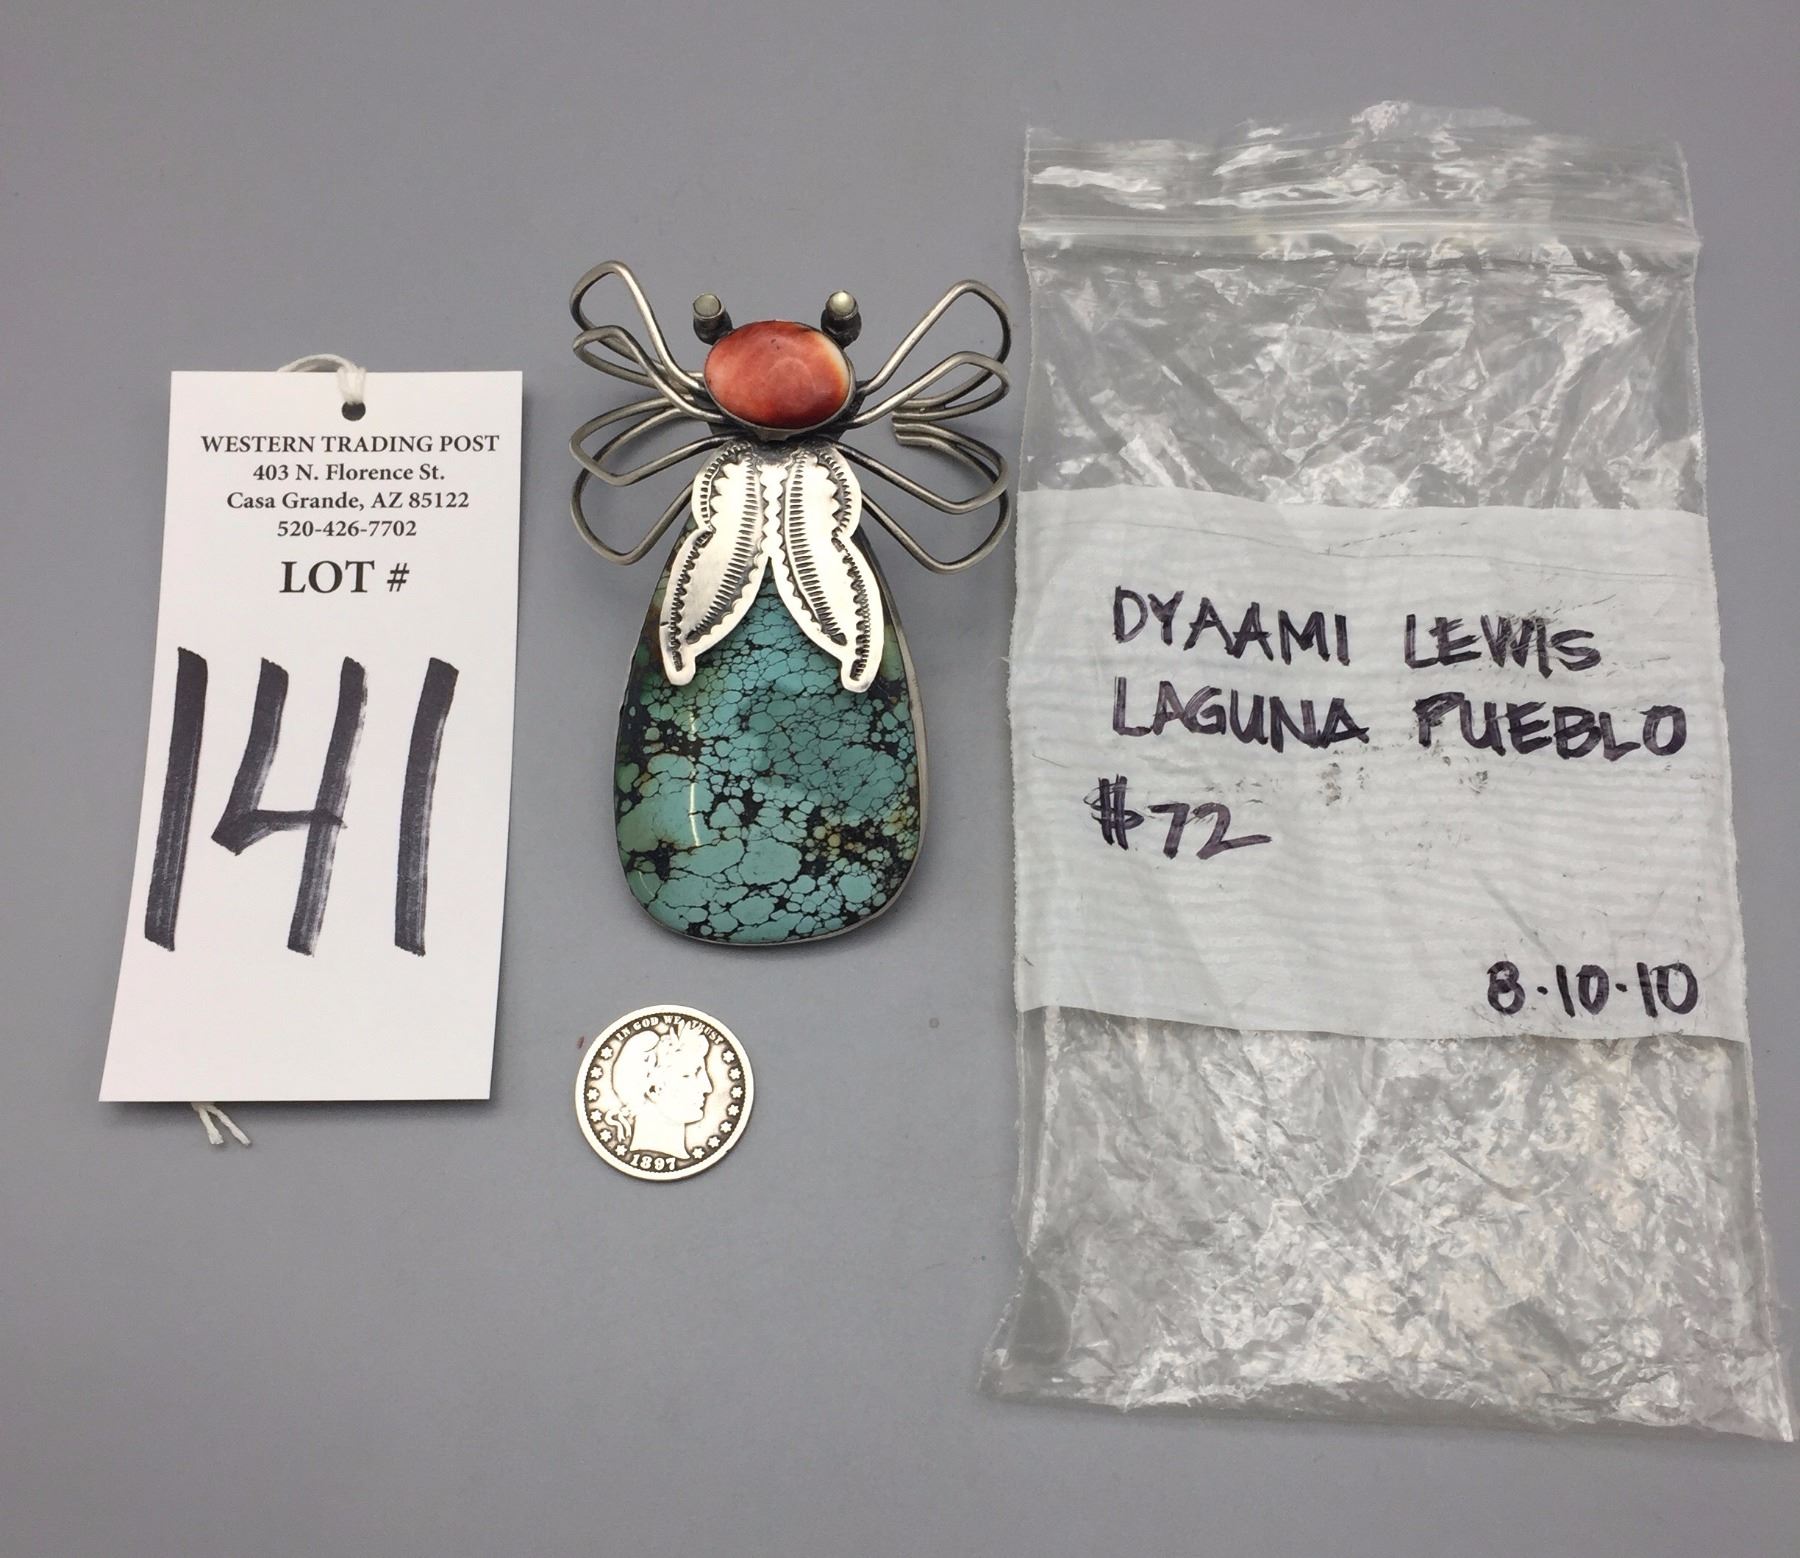 WESTERN TRADING POST
403 N. Florence St.
Casa Grande, AZ 85122
520-426-7702
LOT #
141
DYAAMI LEWIS
LAGUNA PUEBLO
$72
8·10·10
IN GOD WE TRUST
1897